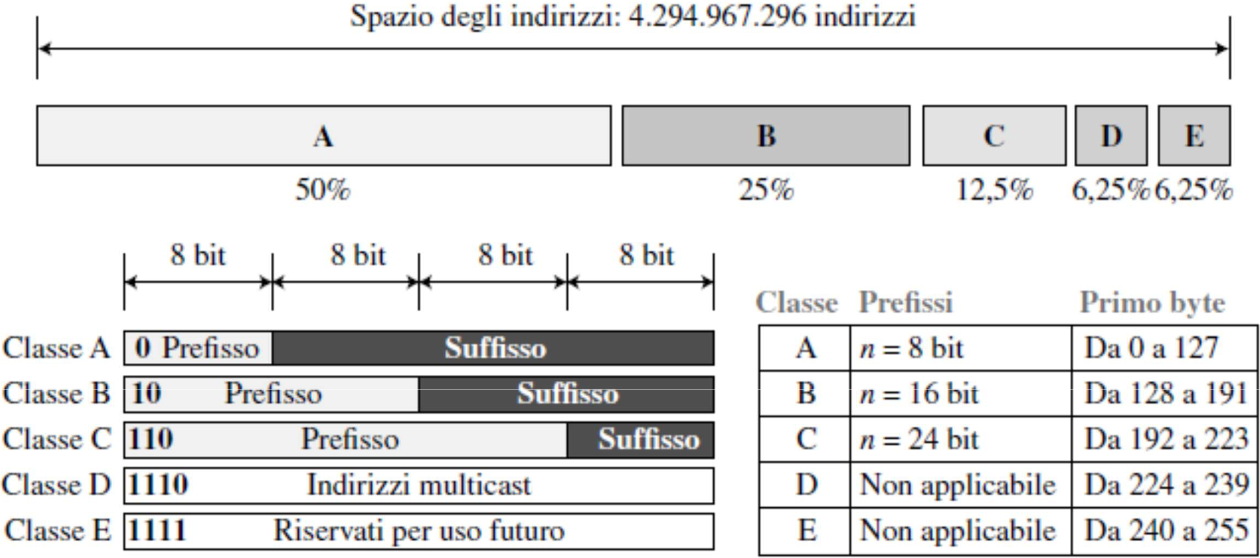 Spazio degli indirizzi: 4.294.967.296 indirizzi
A B C D E
50% 25% 12,5% 6,25% 6,25%
8 bit 8 bit 8 bit 8 bit
Classe A 0 Prefisso Suffisso
Classe B 10 Prefisso Suffisso
Classe C 110 Prefisso Suffisso
Classe D 1110 Indirizzi multicast
Classe E 1111 Riservati per uso futuro
Classe Prefissi Primo byte
A n = 8 bit Da 0 a 127
B n = 16 bit Da 128 a 191
C n = 24 bit Da 192 a 223
D Non applicabile Da 224 a 239
E Non applicabile Da 240 a 255